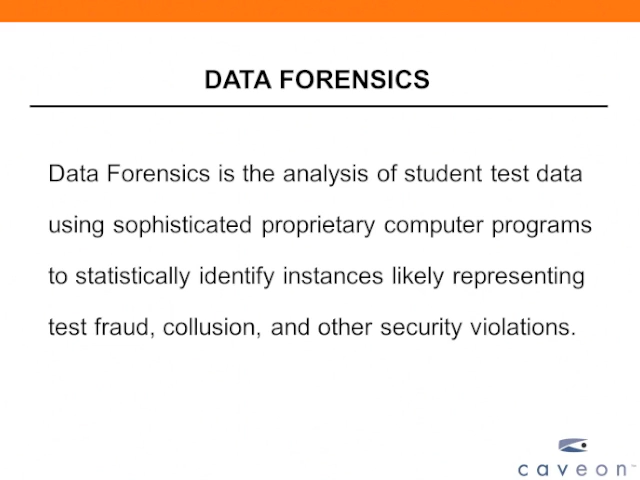 DATA FORENSICS
Data Forensics is the analysis of student test data
using sophisticated proprietary computer programs
to statistically identify instances likely representing
test fraud, collusion, and other security violations.
caveon™